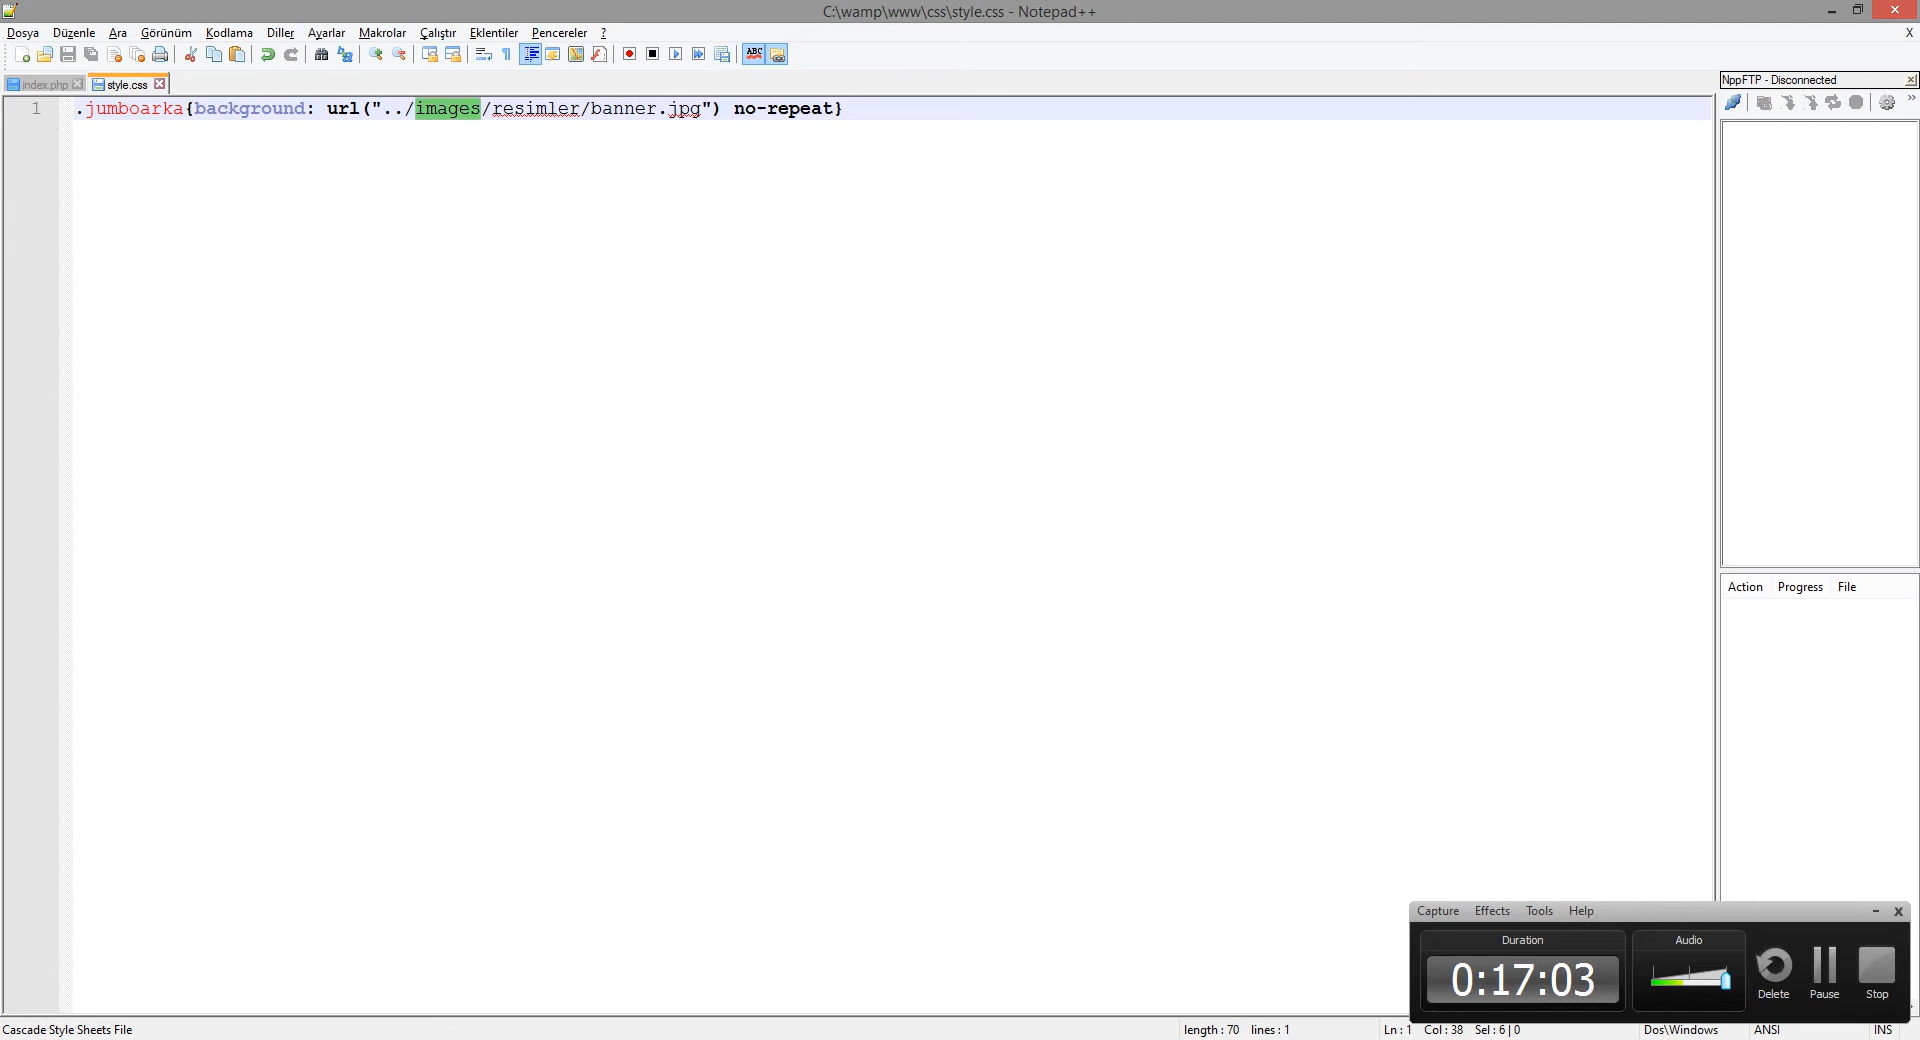 C:\wamp\www\css\style.css - Notepad++
Dosya Düzenle Ara Görünüm Kodlama Diller Ayarlar Makrolar Çalıştır Eklentiler Pencereler ? X
ABC
index.php style.css
NppFTP - Disconnected
1 .jumboarka{background: url("../images/resimler/banner.jpg") no-repeat}
Action Progress File
Capture Effects Tools Help
Duration Audio
0:17:03
Delete Pause Stop
Cascade Style Sheets File length : 70 lines : 1 Ln : 1 Col : 38 Sel : 6 | 0 Dos\Windows ANSI INS